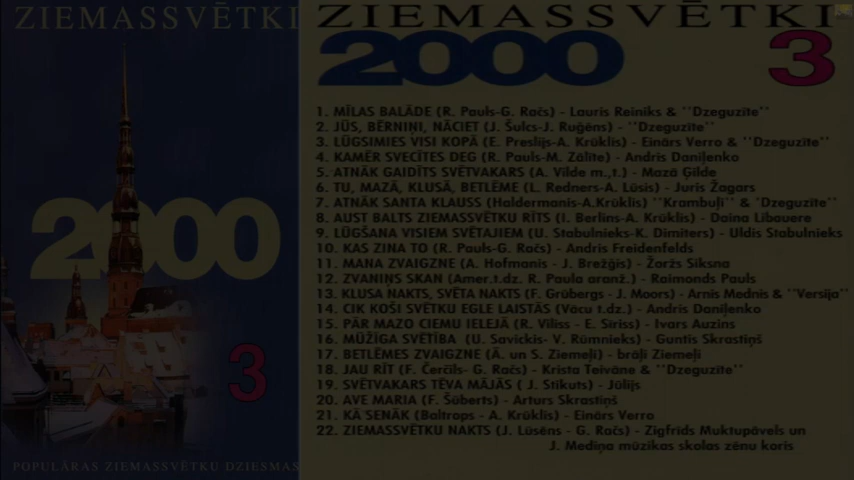 ZIEMASSVĒTKI
2000
3
POPULĀRAS ZIEMASSVĒTKU DZIESMAS
ZIEMASSVĒTKI
2000 3
1. MĪLAS BALĀDE (R. Pauls-G. Račs) - Lauris Reiniks & "Dzeguzīte"
2. JŪS, BĒRNIŅI, NĀCIET (J. Šulcs-J. Ruģēns) - "Dzeguzīte"
3. LŪGSIMIES VISI KOPĀ (E. Preslijs-A. Krūklis) - Einārs Verro & "Dzeguzīte"
4. KAMĒR SVECĪTES DEG (R. Pauls-M. Zālīte) - Andris Daņiļenko
5. ATNĀK GAIDĪTS SVĒTVAKARS (A. Vilde m.,t.) - Mazā Ģilde
6. TU, MAZĀ, KLUSĀ, BETLĒME (L. Redners-A. Lūsis) - Juris Žagars
7. ATNĀK SANTA KLAUSS (Haldermanis-A.Krūklis) "Krambuļi" & "Dzeguzīte"
8. AUST BALTS ZIEMASSVĒTKU RĪTS (I. Berlins-A. Krūklis) - Daina Libauere
9. LŪGŠANA VISIEM SVĒTAJIEM (U. Stabulnieks-K. Dimiters) - Uldis Stabulnieks
10. KAS ZINA TO (R. Pauls-G. Račs) - Andris Freidenfelds
11. MANA ZVAIGZNE (A. Hofmanis - J. Brežģis) - Žoržs Siksna
12. ZVANIŅŠ SKAN (Amer.t.dz. R. Paula aranž.) - Raimonds Pauls
13. KLUSA NAKTS, SVĒTA NAKTS (F. Grūbergs - J. Moors) - Arnis Mednis & "Versija"
14. CIK KOŠI SVĒTKU EGLE LAISTĀS (Vācu t.dz.) - Andris Daņiļenko
15. PĀR MAZO CIEMU IELEJĀ (R. Vīliss - E. Sīriss) - Ivars Auzins
16. MŪŽĪGA SVĒTĪBA (U. Savickis- V. Rūmnieks) - Guntis Skrastiņš
17. BETLĒMES ZVAIGZNE (Ā. un S. Ziemeļi) - brāļi Ziemeļi
18. JAU RĪT (F. Čerčils- G. Račs) - Krista Teivāne & "Dzeguzīte"
19. SVĒTVAKARS TĒVA MĀJĀS ( J. Stikuts) - Jūlijs
20. AVE MARIA (F. Šūberts) - Arturs Skrastiņš
21. KĀ SENĀK (Baltrops - A. Krūklis) - Einārs Verro
22. ZIEMASSVĒTKU NAKTS (J. Lūsēns - G. Račs) - Zigfrīds Muktupāvels un
J. Mediņa mūzikas skolas zēnu koris